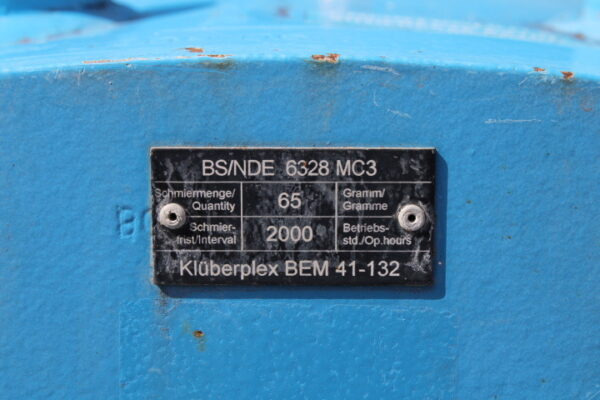 BS/NDE 6328 MC3
Schmiermenge/ Quantity 65 Gramm/ Gramme
Schmier- frist/Interval 2000 Betriebs- std./Op.hours
Klüberplex BEM 41-132